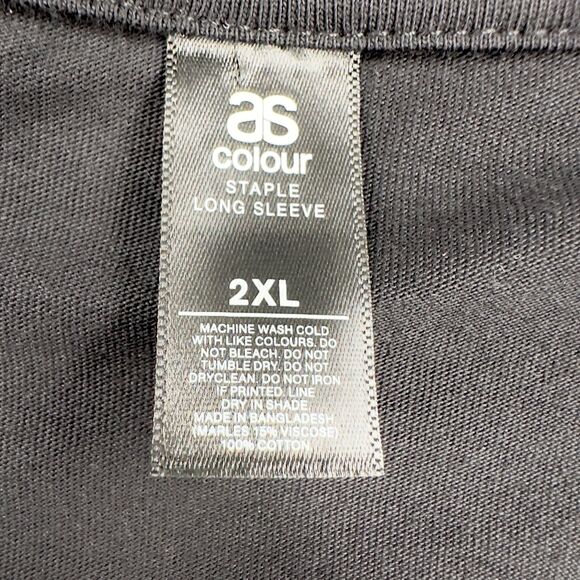 as
colour
STAPLE
LONG SLEEVE
2XL
MACHINE WASH COLD
WITH LIKE COLOURS. DO
NOT BLEACH. DO NOT
TUMBLE DRY. DO NOT
DRYCLEAN. DO NOT IRON
IF PRINTED. LINE
DRY IN SHADE
MADE IN BANGLADESH
(MARLES 15% VISCOSE)
100% COTTON